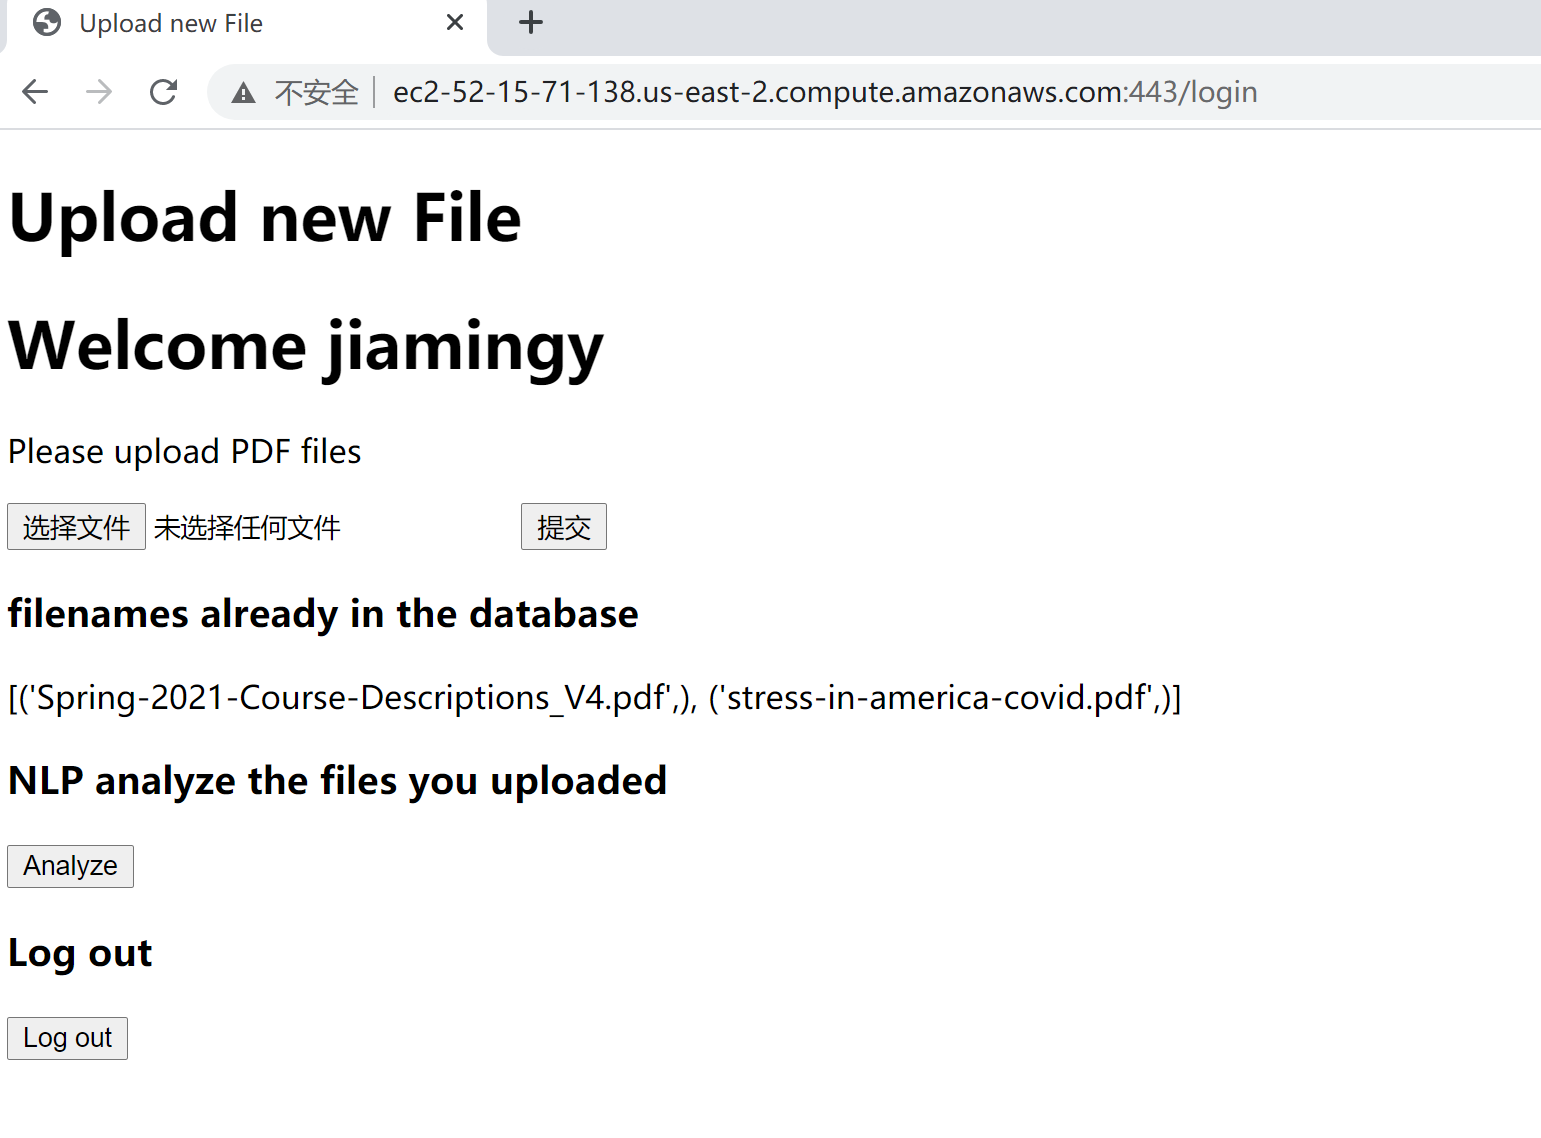 Upload new File
不安全 ec2-52-15-71-138.us-east-2.compute.amazonaws.com:443/login
Upload new File
Welcome jiamingy
Please upload PDF files
选择文件 未选择任何文件 提交
filenames already in the database
[('Spring-2021-Course-Descriptions_V4.pdf',), ('stress-in-america-covid.pdf',)]
NLP analyze the files you uploaded
Analyze
Log out
Log out